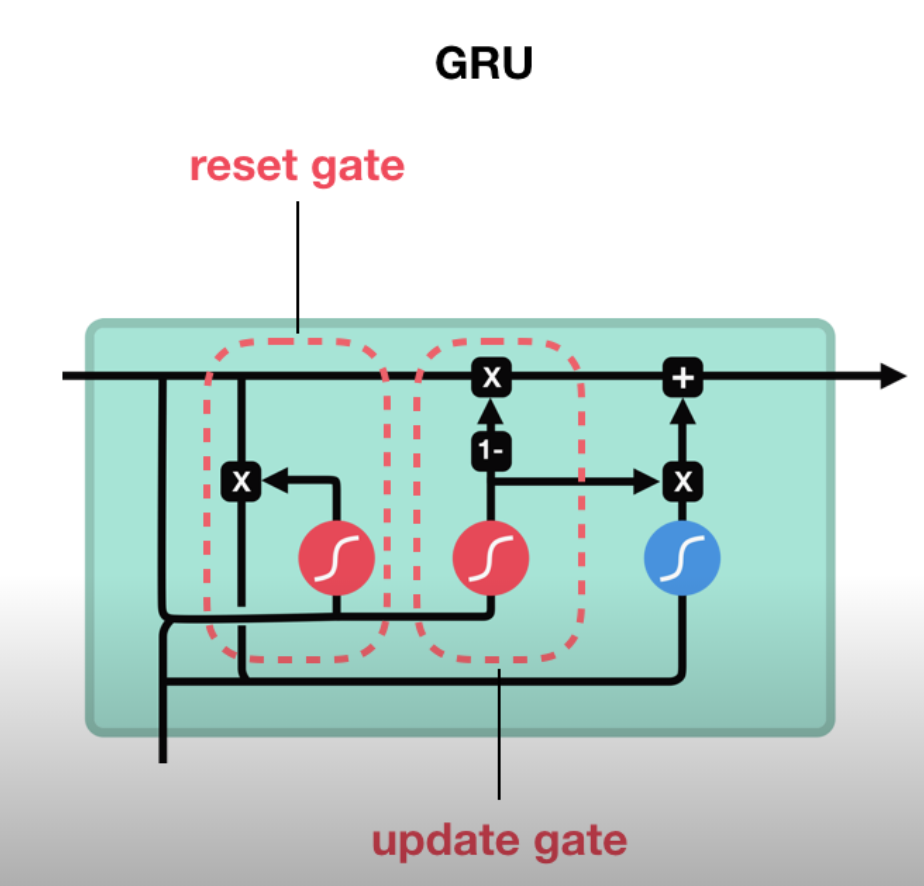 GRU
reset gate
X
+
1-
X
X
update gate